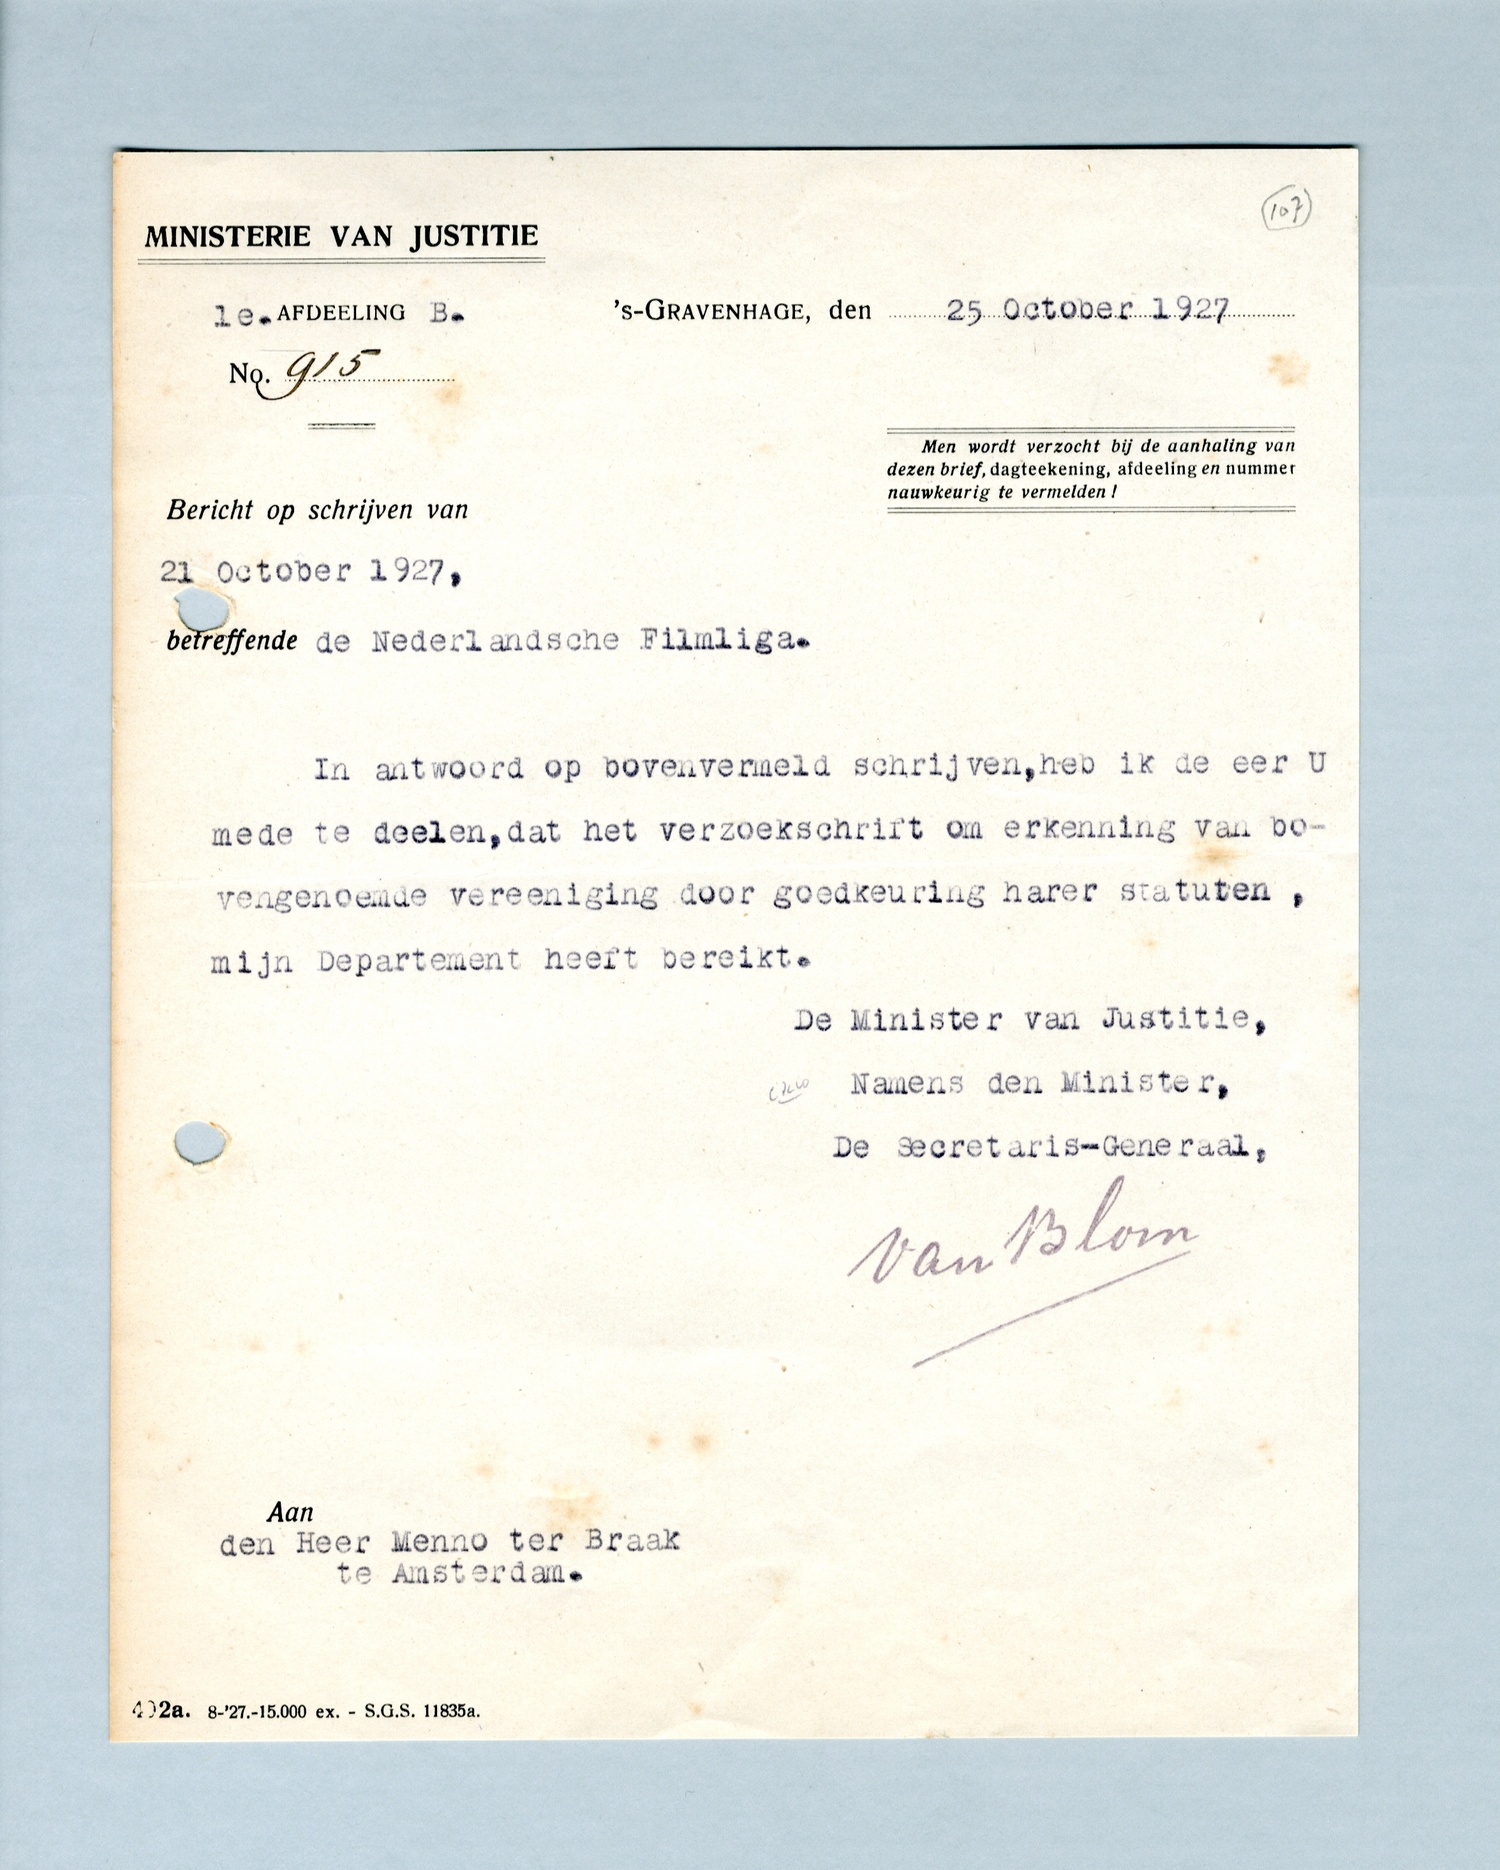 107
MINISTERIE VAN JUSTITIE
1e. AFDEELING B.
's-GRAVENHAGE, den 25 October 1927
No. 915
Men wordt verzocht bij de aanhaling van
dezen brief, dagteekening, afdeeling en nummer
nauwkeurig te vermelden!
Bericht op schrijven van
21 October 1927,
betreffende de Nederlandsche Filmliga.
In antwoord op bovenvermeld schrijven,heb ik de eer U
mede te deelen,dat het verzoekschrift om erkenning van bo-
vengenoemde vereeniging door goedkeuring harer statuten ,
mijn Departement heeft bereikt.
De Minister van Justitie,
Namens den Minister,
De Secretaris-Generaal,
van Blom
Aan
den Heer Menno ter Braak
te Amsterdam.
402a. 8-'27.-15.000 ex. - S.G.S. 11835a.